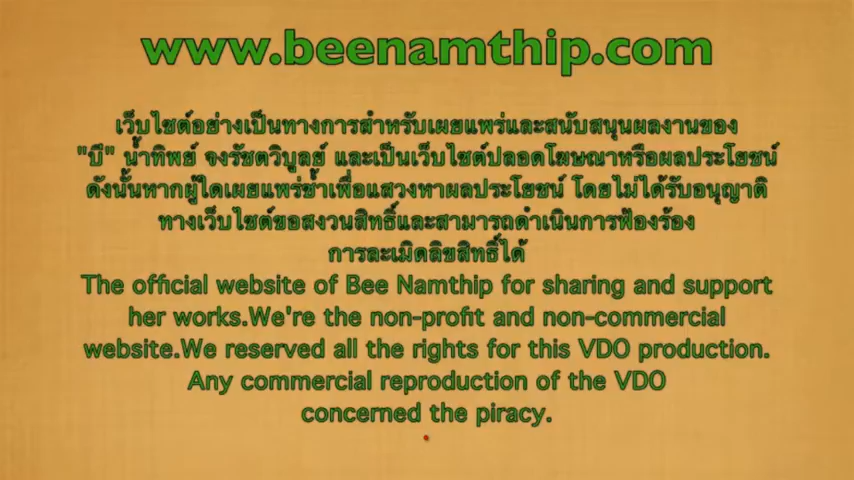 www.beenamthip.com
เว็บไซต์อย่างเป็นทางการสำหรับเผยแพร่และสนับสนุนผลงานของ
"บี" น้ำทิพย์ จงรัชตวิบูลย์ และเป็นเว็บไซต์ปลอดโฆษณาหรือผลประโยชน์
ดังนั้นหากผู้ใดเผยแพร่ซ้ำเพื่อแสวงหาผลประโยชน์ โดยไม่ได้รับอนุญาติ
ทางเว็บไซต์ขอสงวนสิทธิ์และสามารถดำเนินการฟ้องร้อง
การละเมิดลิขสิทธิ์ได้
The official website of Bee Namthip for sharing and support
her works.We're the non-profit and non-commercial
website.We reserved all the rights for this VDO production.
Any commercial reproduction of the VDO
concerned the piracy.